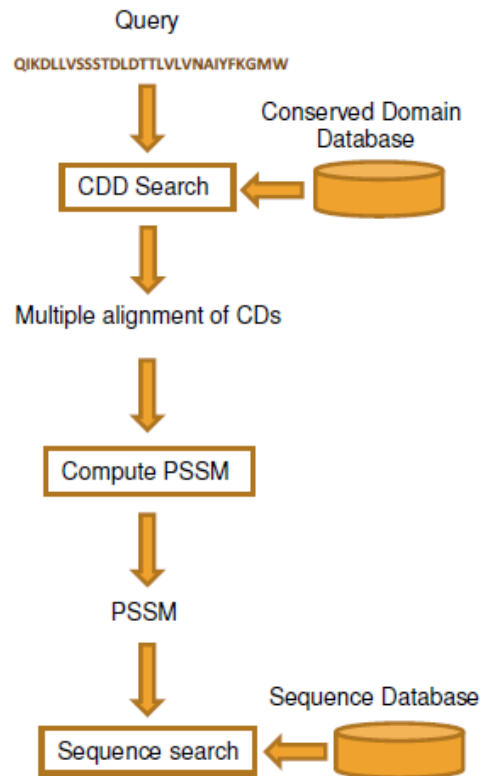 Query
QIKDLLVSSSTDLDTTLVLVNAIYFKGMW
Conserved Domain
Database
CDD Search
Multiple alignment of CDs
Compute PSSM
PSSM
Sequence Database
Sequence search